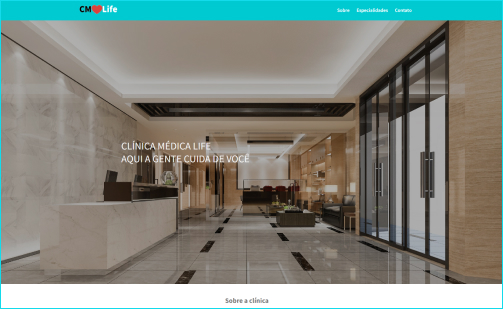 CM Life
Sobre Especialidades Contato
CLÍNICA MÉDICA LIFE
AQUI A GENTE CUIDA DE VOCÊ
Sobre a clínica